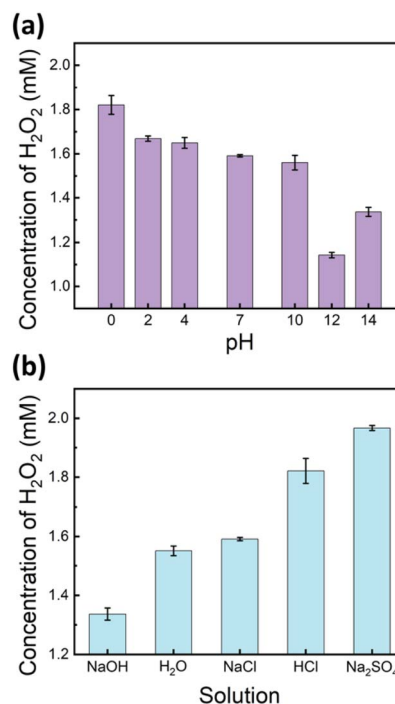 (a)
Concentration of H₂O₂ (mM)
2.0
1.8
1.6
1.4
1.2
1.0
0 2 4 7 10 12 14
pH
(b)
Concentration of H₂O₂ (mM)
2.0
1.8
1.6
1.4
1.2
NaOH H₂O NaCl HCl Na₂SO₄
Solution